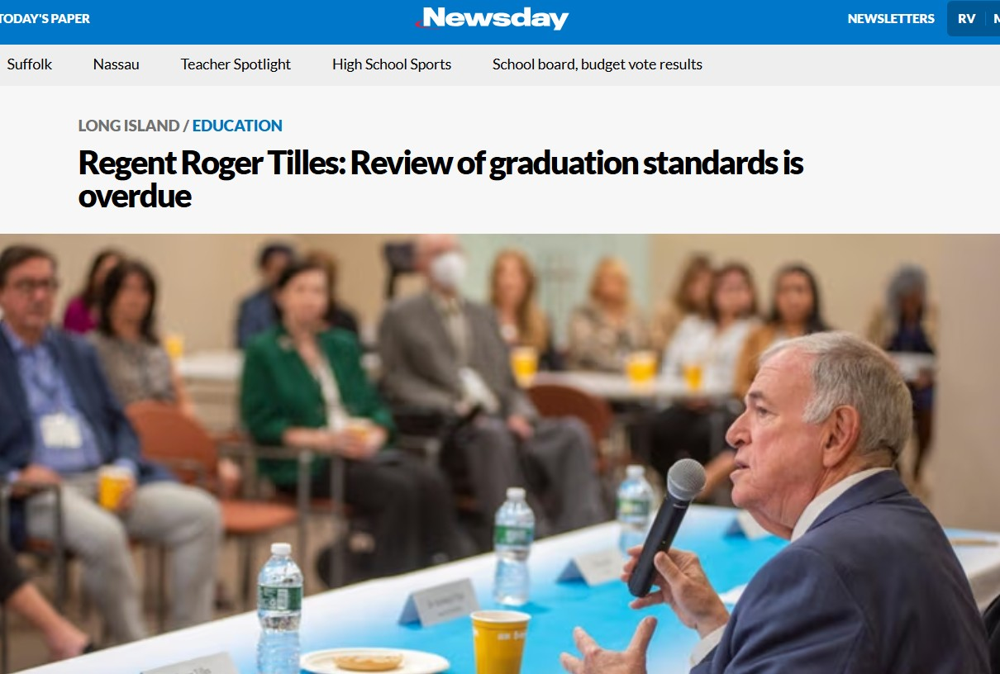 TODAY'S PAPER
Newsday
NEWSLETTERS
RV
Suffolk
Nassau
Teacher Spotlight
High School Sports
School board, budget vote results
LONG ISLAND / EDUCATION
Regent Roger Tilles: Review of graduation standards is
overdue